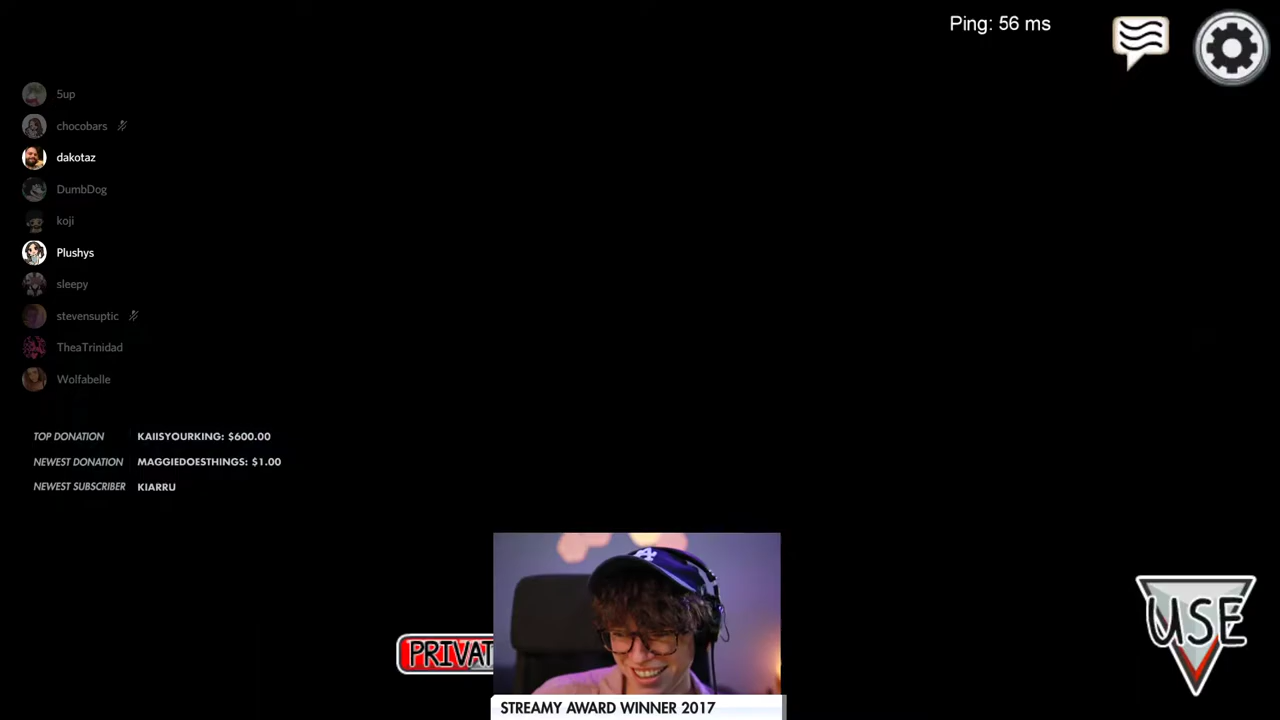 Ping: 56 ms
5up
chocobars
dakotaz
DumbDog
koji
Plushys
sleepy
stevensuptic
TheaTrinidad
Wolfabelle
TOP DONATION KAIISYOURKING: $600.00
NEWEST DONATION MAGGIEDOESTHINGS: $1.00
NEWEST SUBSCRIBER KIARRU
USE
PRIVAT
STREAMY AWARD WINNER 2017